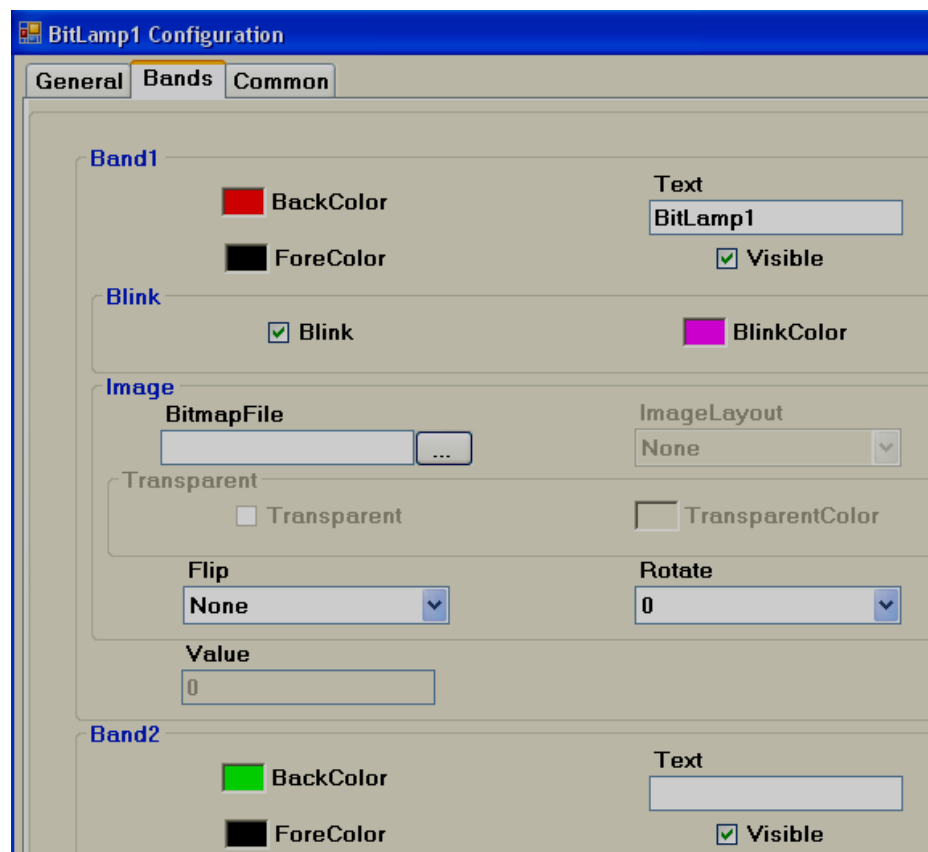 BitLamp1 Configuration
General Bands Common
Band1
BackColor
Text
BitLamp1
ForeColor
Visible
Blink
Blink
BlinkColor
Image
BitmapFile
ImageLayout
...
None
Transparent
Transparent
TransparentColor
Flip
Rotate
None
0
Value
0
Band2
BackColor
Text
ForeColor
Visible